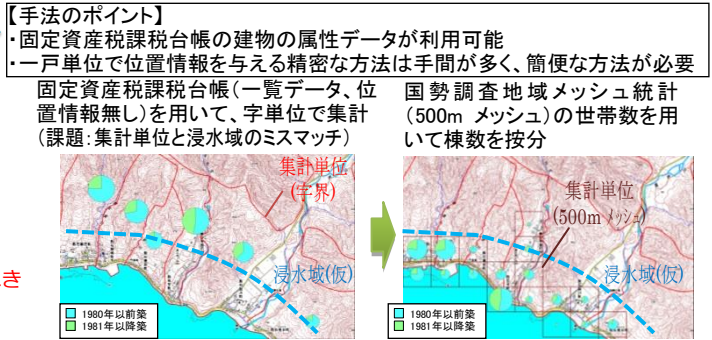 【手法のポイント】
・固定資産税課税台帳の建物の属性データが利用可能
・一戸単位で位置情報を与える精密な方法は手間が多く、簡便な方法が必要
固定資産税課税台帳(一覧データ、位
置情報無し)を用いて、字単位で集計
(課題:集計単位と浸水域のミスマッチ)
国勢調査地域メッシュ統計
(500m メッシュ)の世帯数を用
いて棟数を按分
集計単位
(字界)
浸水域(仮)
1980年以前築
1981年以降築
集計単位
(500m メッシュ)
浸水域(仮)
1980年以前築
1981年以降築
き